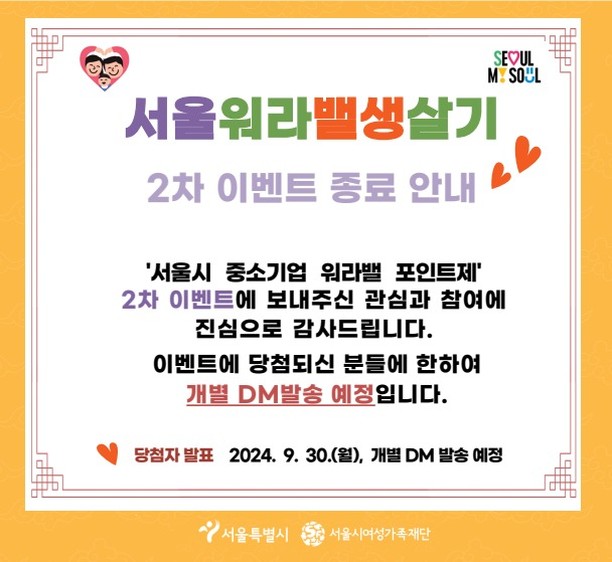 SEOUL
MY SOUL
서울워라밸생살기
2차 이벤트 종료 안내
'서울시 중소기업 워라밸 포인트제'
2차 이벤트에 보내주신 관심과 참여에
진심으로 감사드립니다.
이벤트에 당첨되신 분들에 한하여
개별 DM발송 예정입니다.
당첨자 발표 2024. 9. 30.(월), 개별 DM 발송 예정
서울특별시 서울시여성가족재단